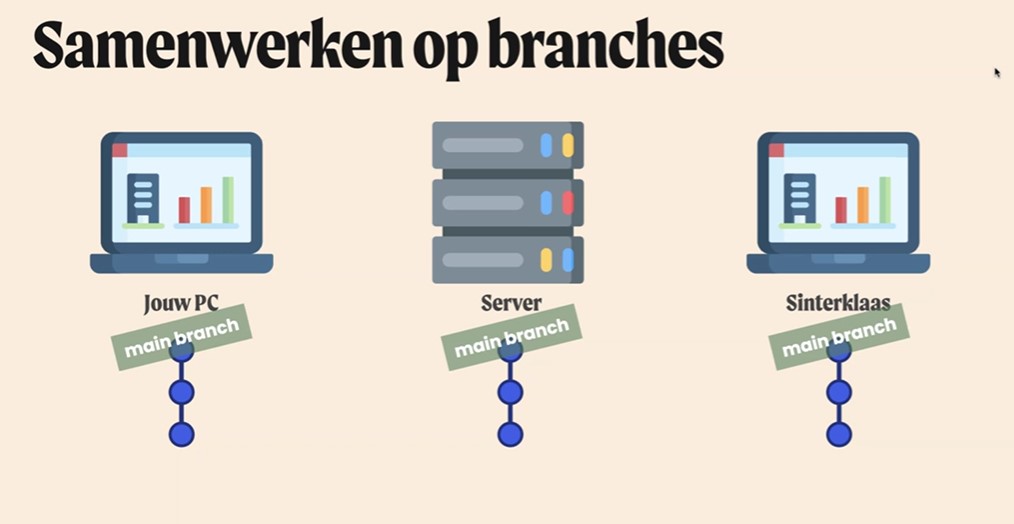 Samenwerken op branches
Jouw PC
Server
Sinterklaas
main branch
main branch
main branch